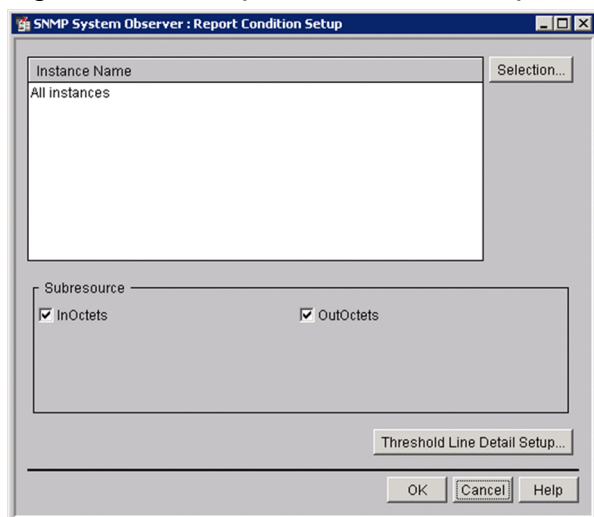 SNMP System Observer : Report Condition Setup
Instance Name
Selection...
All instances
Subresource
InOctets
OutOctets
Threshold Line Detail Setup...
OK
Cancel
Help